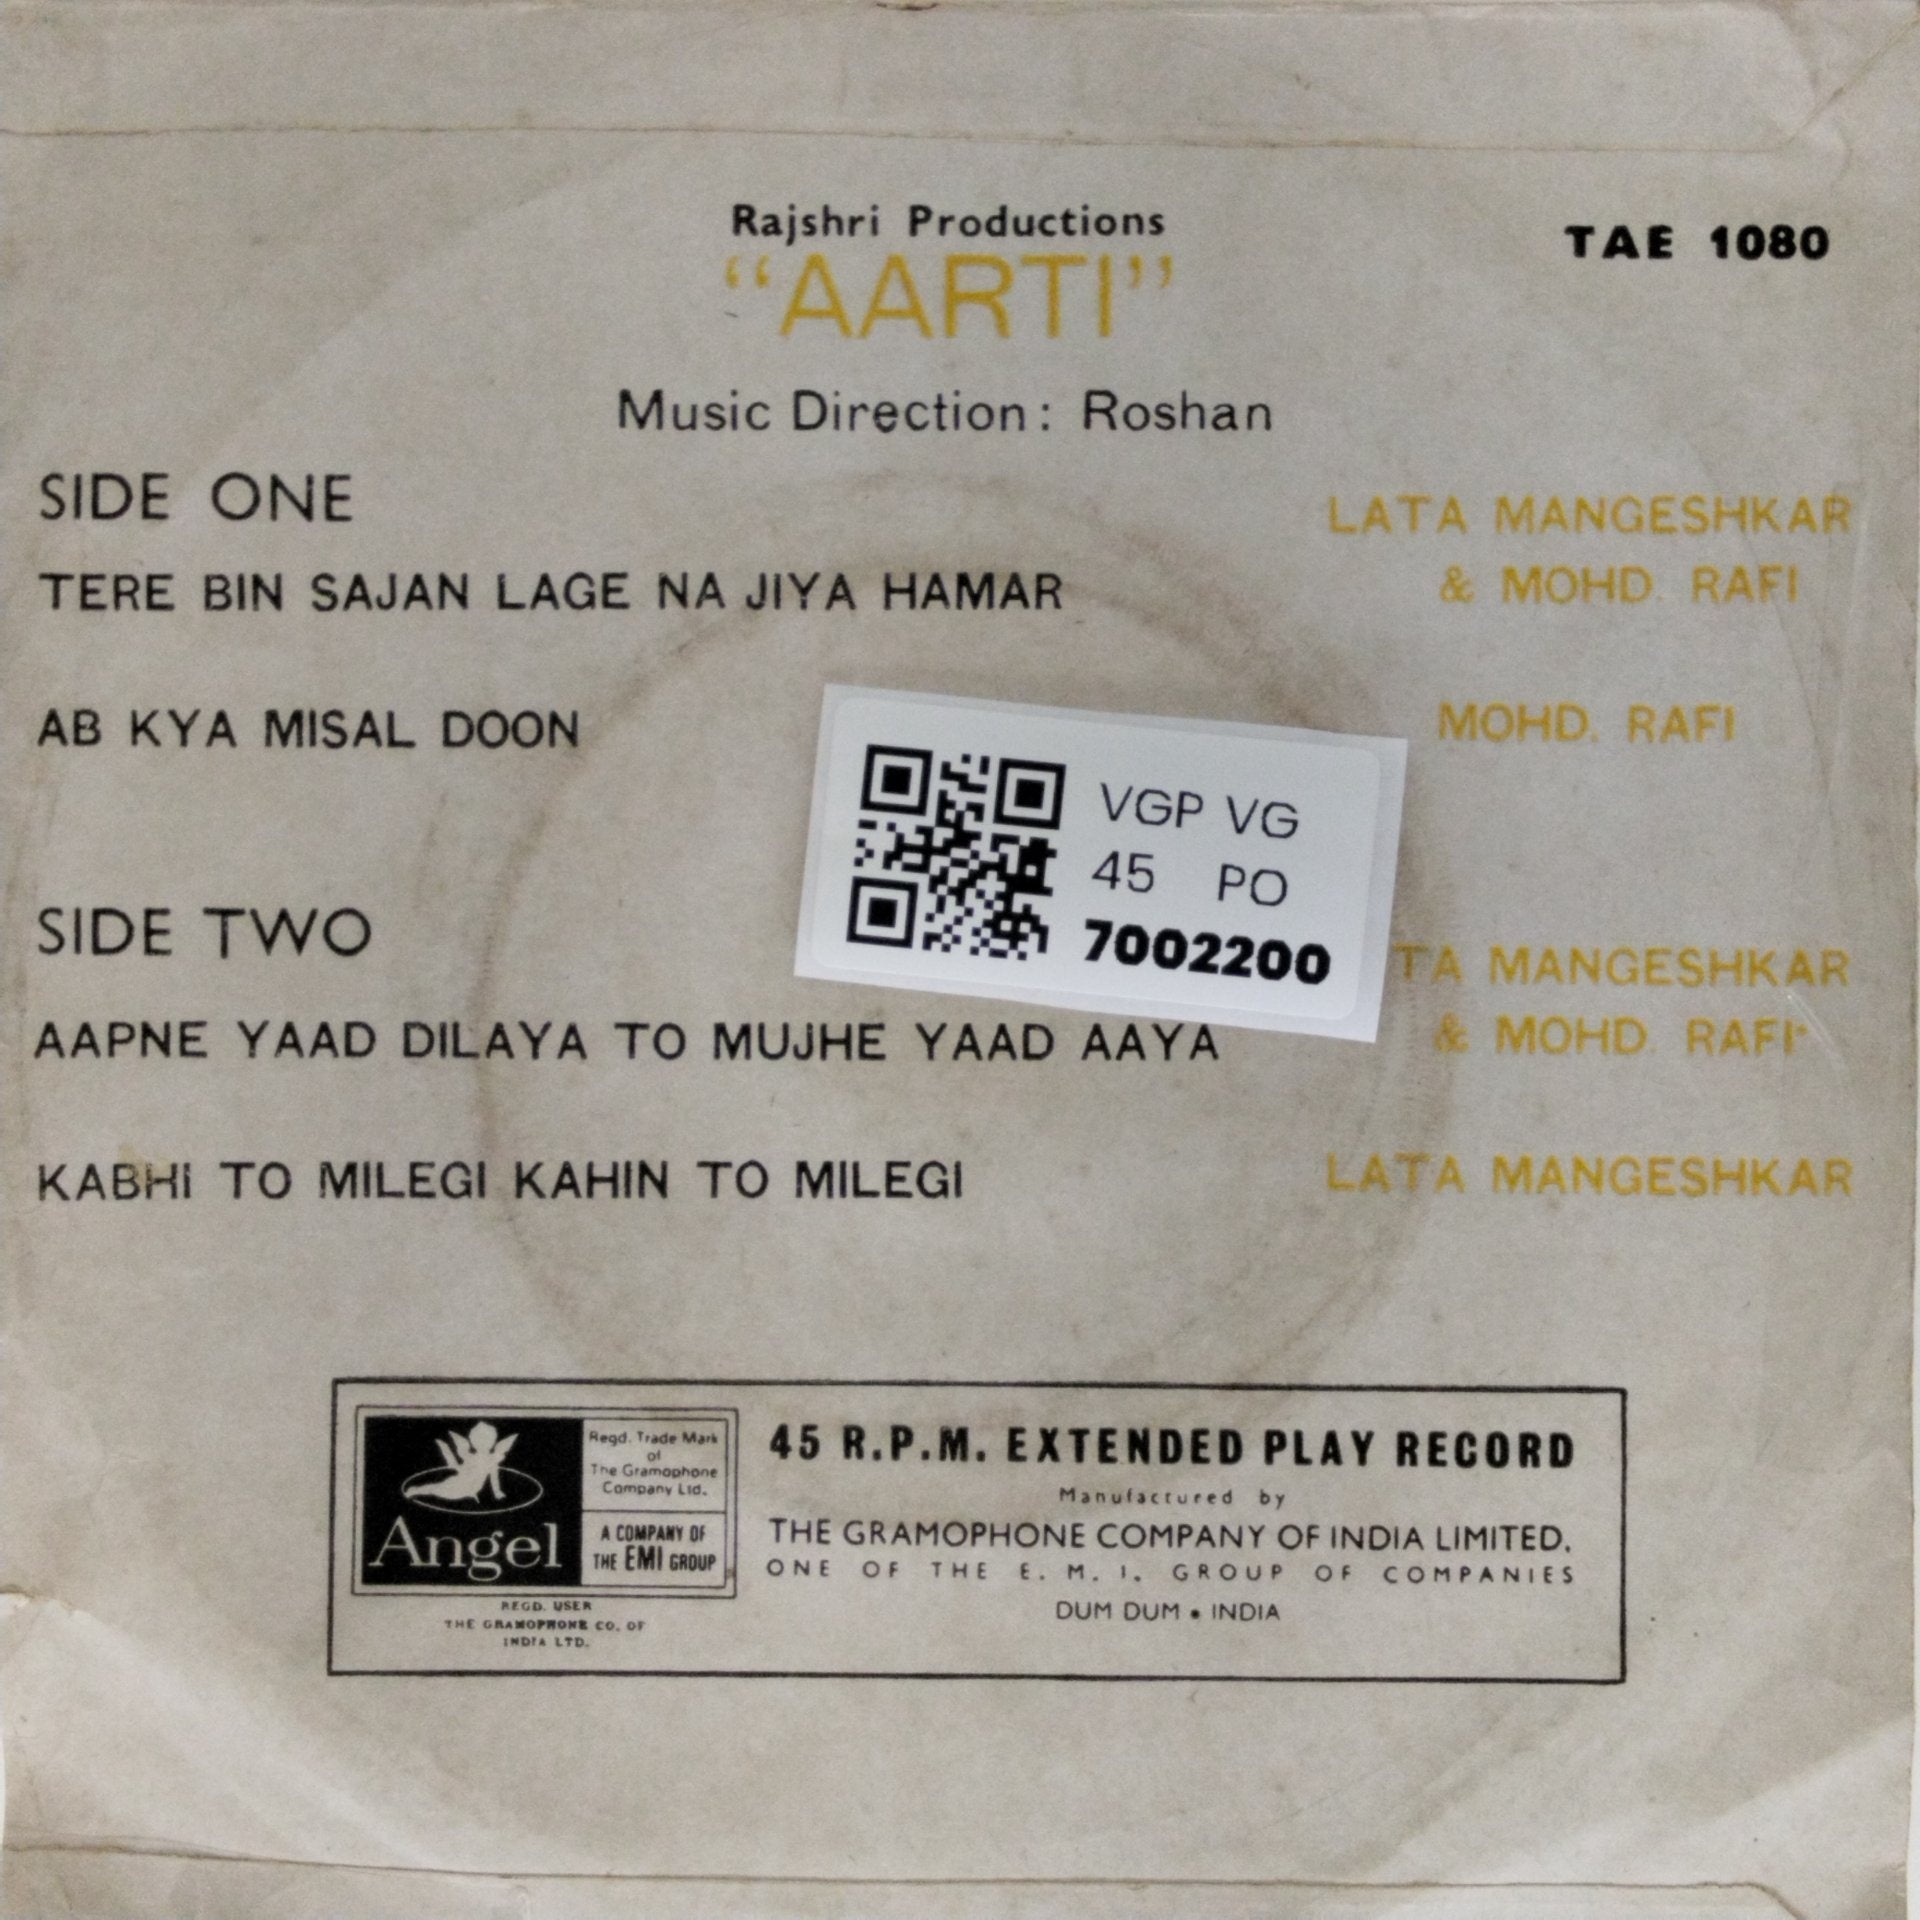 Rajshri Productions
TAE 1080
“AARTI”
Music Direction: Roshan
SIDE ONE
LATA MANGESHKAR
TERE BIN SAJAN LAGE NA JIYA HAMAR
& MOHD. RAFI
AB KYA MISAL DOON
MOHD. RAFI
VGP VG
45 PO
7002200
SIDE TWO
TA MANGESHKAR
AAPNE YAAD DILAYA TO MUJHE YAAD AAYA
& MOHD. RAFI
KABHI TO MILEGI KAHIN TO MILEGI
LATA MANGESHKAR
Angel
Regd. Trade Mark
of
The Gramophone
Company Ltd.
A COMPANY OF
THE EMI GROUP
REGD. USER
THE GRAMOPHONE CO. OF
INDIA LTD.
45 R.P.M. EXTENDED PLAY RECORD
Manufactured by
THE GRAMOPHONE COMPANY OF INDIA LIMITED.
ONE OF THE E. M. I. GROUP OF COMPANIES
DUM DUM • INDIA